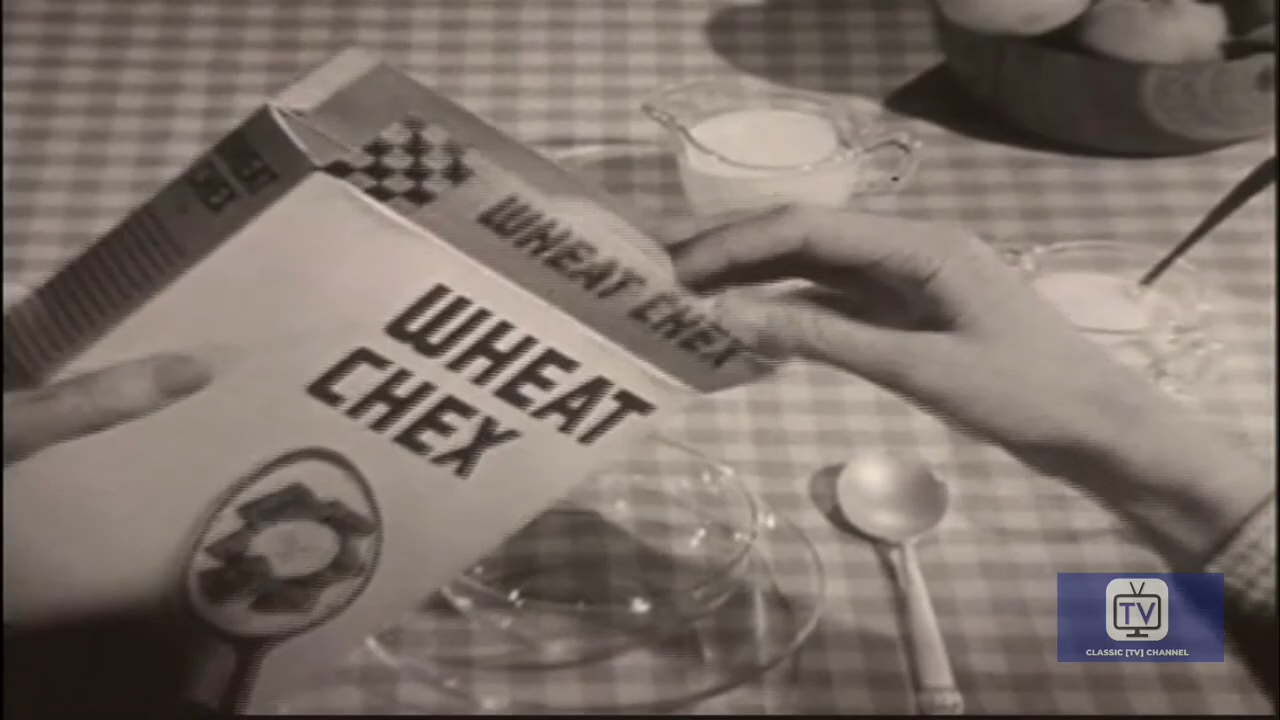 WHEAT CHEX
WHEAT
CHEX
TV
CLASSIC [TV] CHANNEL